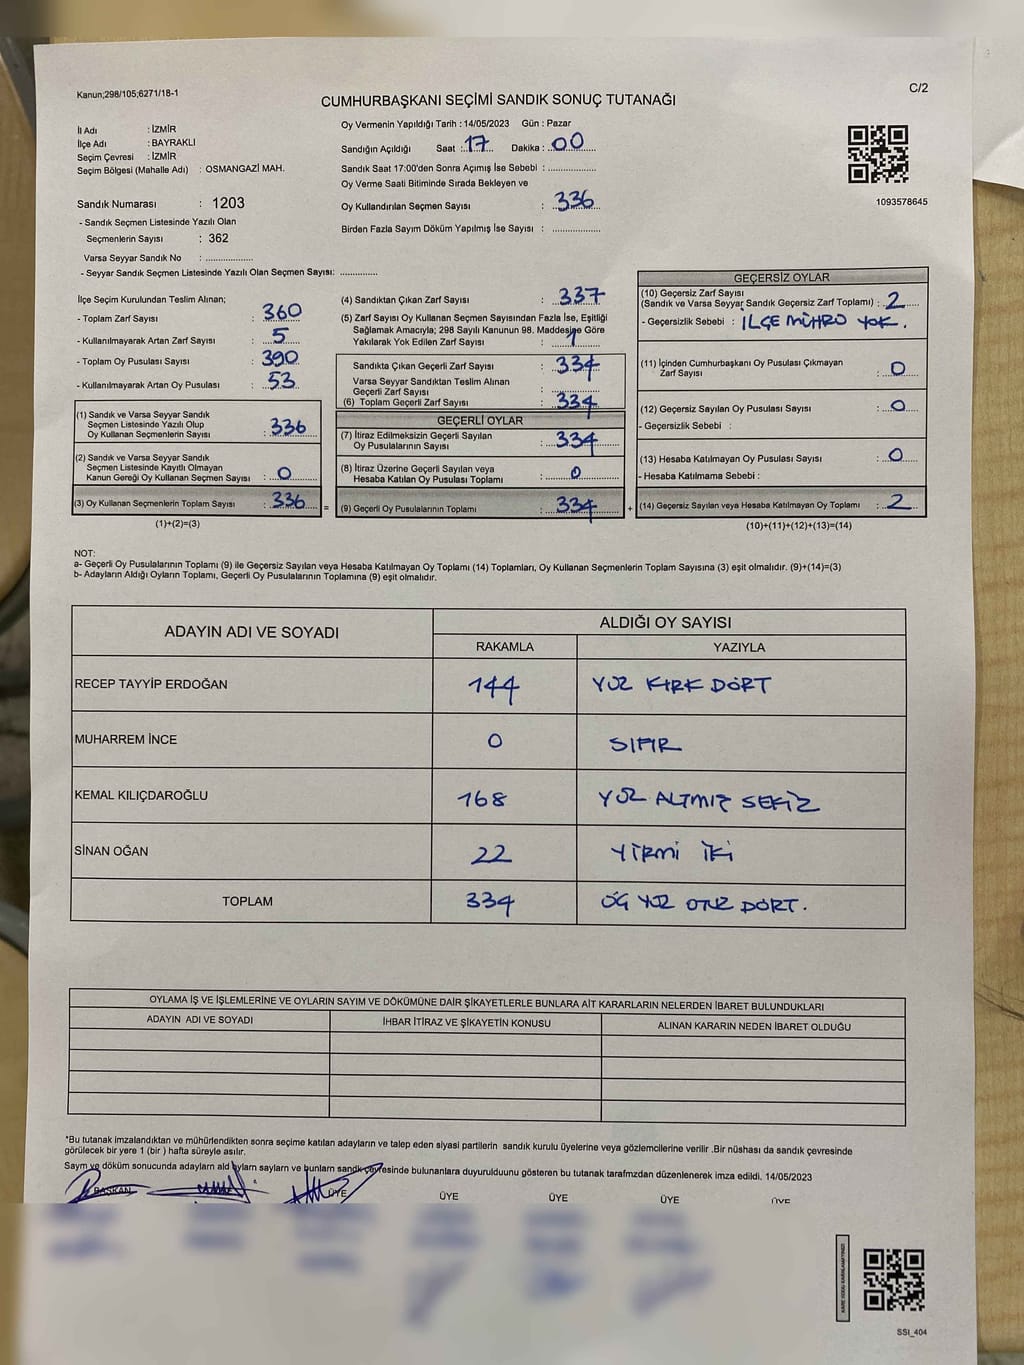 Kanun;298/105;6271/18-1
C/2
CUMHURBAŞKANI SEÇİMİ SANDIK SONUÇ TUTANAĞI
İl Adı : İZMİR
İlçe Adı : BAYRAKLI
Seçim Çevresi : İZMİR
Seçim Bölgesi (Mahalle Adı) : OSMANGAZİ MAH.
Sandık Numarası : 1203
- Sandık Seçmen Listesinde Yazılı Olan
Seçmenlerin Sayısı : 362
Varsa Seyyar Sandık No : ..................
- Seyyar Sandık Seçmen Listesinde Yazılı Olan Seçmen Sayısı: ..............
Oy Vermenin Yapıldığı Tarih : 14/05/2023 Gün : Pazar
Sandığın Açıldığı Saat : 17 Dakika : 00
Sandık Saat 17:00'den Sonra Açımış İse Sebebi : ..................
Oy Verme Saati Bitiminde Sırada Bekleyen ve
Oy Kullandırılan Seçmen Sayısı : 336
Birden Fazla Sayım Döküm Yapılmış İse Sayısı : ..................
1093578645
İlçe Seçim Kurulundan Teslim Alınan;
- Toplam Zarf Sayısı : 360
- Kullanılmayarak Artan Zarf Sayısı : 5
- Toplam Oy Pusulası Sayısı : 390
- Kullanılmayarak Artan Oy Pusulası : 53
(1) Sandık ve Varsa Seyyar Sandık
Seçmen Listesinde Yazılı Olup
Oy Kullanan Seçmenlerin Sayısı : 336
(2) Sandık ve Varsa Seyyar Sandık
Seçmen Listesinde Kayıtlı Olmayan
Kanun Gereği Oy Kullanan Seçmen Sayısı : 0
(3) Oy Kullanan Seçmenlerin Toplam Sayısı : 336
(1)+(2)=(3)
(4) Sandıktan Çıkan Zarf Sayısı : 337
(5) Zarf Sayısı Oy Kullanan Seçmen Sayısından Fazla İse, Eşitliği
Sağlamak Amacıyla; 298 Sayılı Kanunun 98. Maddesine Göre
Yakılarak Yok Edilen Zarf Sayısı : 1
Sandıkta Çıkan Geçerli Zarf Sayısı : 334
Varsa Seyyar Sandıktan Teslim Alınan
Geçerli Zarf Sayısı : ..................
(6) Toplam Geçerli Zarf Sayısı : 334
GEÇERLİ OYLAR
(7) İtiraz Edilmeksizin Geçerli Sayılan
Oy Pusulalarının Sayısı : 334
(8) İtiraz Üzerine Geçerli Sayılan veya
Hesaba Katılan Oy Pusulası Toplamı : 0
= (9) Geçerli Oy Pusulalarının Toplamı : 334
GEÇERSİZ OYLAR
(10) Geçersiz Zarf Sayısı
(Sandık ve Varsa Seyyar Sandık Geçersiz Zarf Toplamı) : 2
- Geçersizlik Sebebi : İLÇE MÜHRÜ YOK.
(11) İçinden Cumhurbaşkanı Oy Pusulası Çıkmayan
Zarf Sayısı : 0
(12) Geçersiz Sayılan Oy Pusulası Sayısı : 0
- Geçersizlik Sebebi :
(13) Hesaba Katılmayan Oy Pusulası Sayısı : 0
- Hesaba Katılmama Sebebi :
+ (14) Geçersiz Sayılan veya Hesaba Katılmayan Oy Toplamı : 2
(10)+(11)+(12)+(13)=(14)
NOT:
a- Geçerli Oy Pusulalarının Toplamı (9) ile Geçersiz Sayılan veya Hesaba Katılmayan Oy Toplamı (14) Toplamları, Oy Kullanan Seçmenlerin Toplam Sayısına (3) eşit olmalıdır. (9)+(14)=(3)
b- Adayların Aldığı Oyların Toplamı, Geçerli Oy Pusulalarının Toplamına (9) eşit olmalıdır.
ADAYIN ADI VE SOYADI
ALDIĞI OY SAYISI
RAKAMLA YAZIYLA
RECEP TAYYİP ERDOĞAN 144 YÜZ KIRK DÖRT
MUHARREM İNCE 0 SIFIR
KEMAL KILIÇDAROĞLU 168 YÜZ ALTMIŞ SEKİZ
SİNAN OĞAN 22 YİRMİ İKİ
TOPLAM 334 ÜÇ YÜZ OTUZ DÖRT.
OYLAMA İŞ VE İŞLEMLERİNE VE OYLARIN SAYIM VE DÖKÜMÜNE DAİR ŞİKAYETLERLE BUNLARA AİT KARARLARIN NELERDEN İBARET BULUNDUKLARI
ADAYIN ADI VE SOYADI İHBAR İTİRAZ VE ŞİKAYETİN KONUSU ALINAN KARARIN NEDEN İBARET OLDUĞU
*Bu tutanak imzalandıktan ve mühürlendikten sonra seçime katılan adayların ve talep eden siyasi partilerin sandık kurulu üyelerine veya gözlemcilerine verilir .Bir nüshası da sandık çevresinde
görülecek bir yere 1 (bir ) hafta süreyle asılır.
Saym ve döküm sonucunda adaylarn ald oylarn saylarn ve bunlarn sandk çevresinde bulunanlara duyurulduunu gösteren bu tutanak tarafmzdan düzenlenerek imza edildi. 14/05/2023
BAŞKAN ÜYE ÜYE ÜYE ÜYE ÜYE
SSI_404